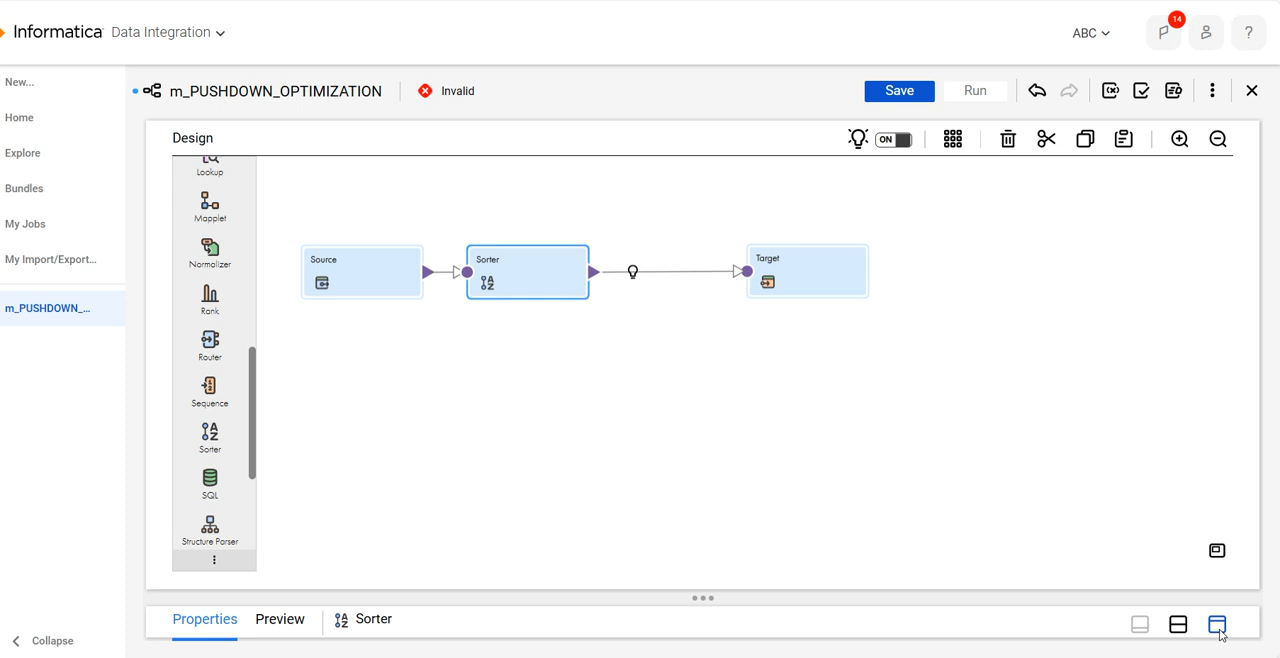 Informatica Data Integration
ABC
14
?
New...
Home
Explore
Bundles
My Jobs
My Import/Export...
m_PUSHDOWN_...
Collapse
m_PUSHDOWN_OPTIMIZATION
Invalid
Save
Run
Design
ON
Lookup
Mapplet
Normalizer
Rank
Router
Sequence
Sorter
SQL
Structure Parser
Source
Sorter
Target
Properties
Preview
Sorter